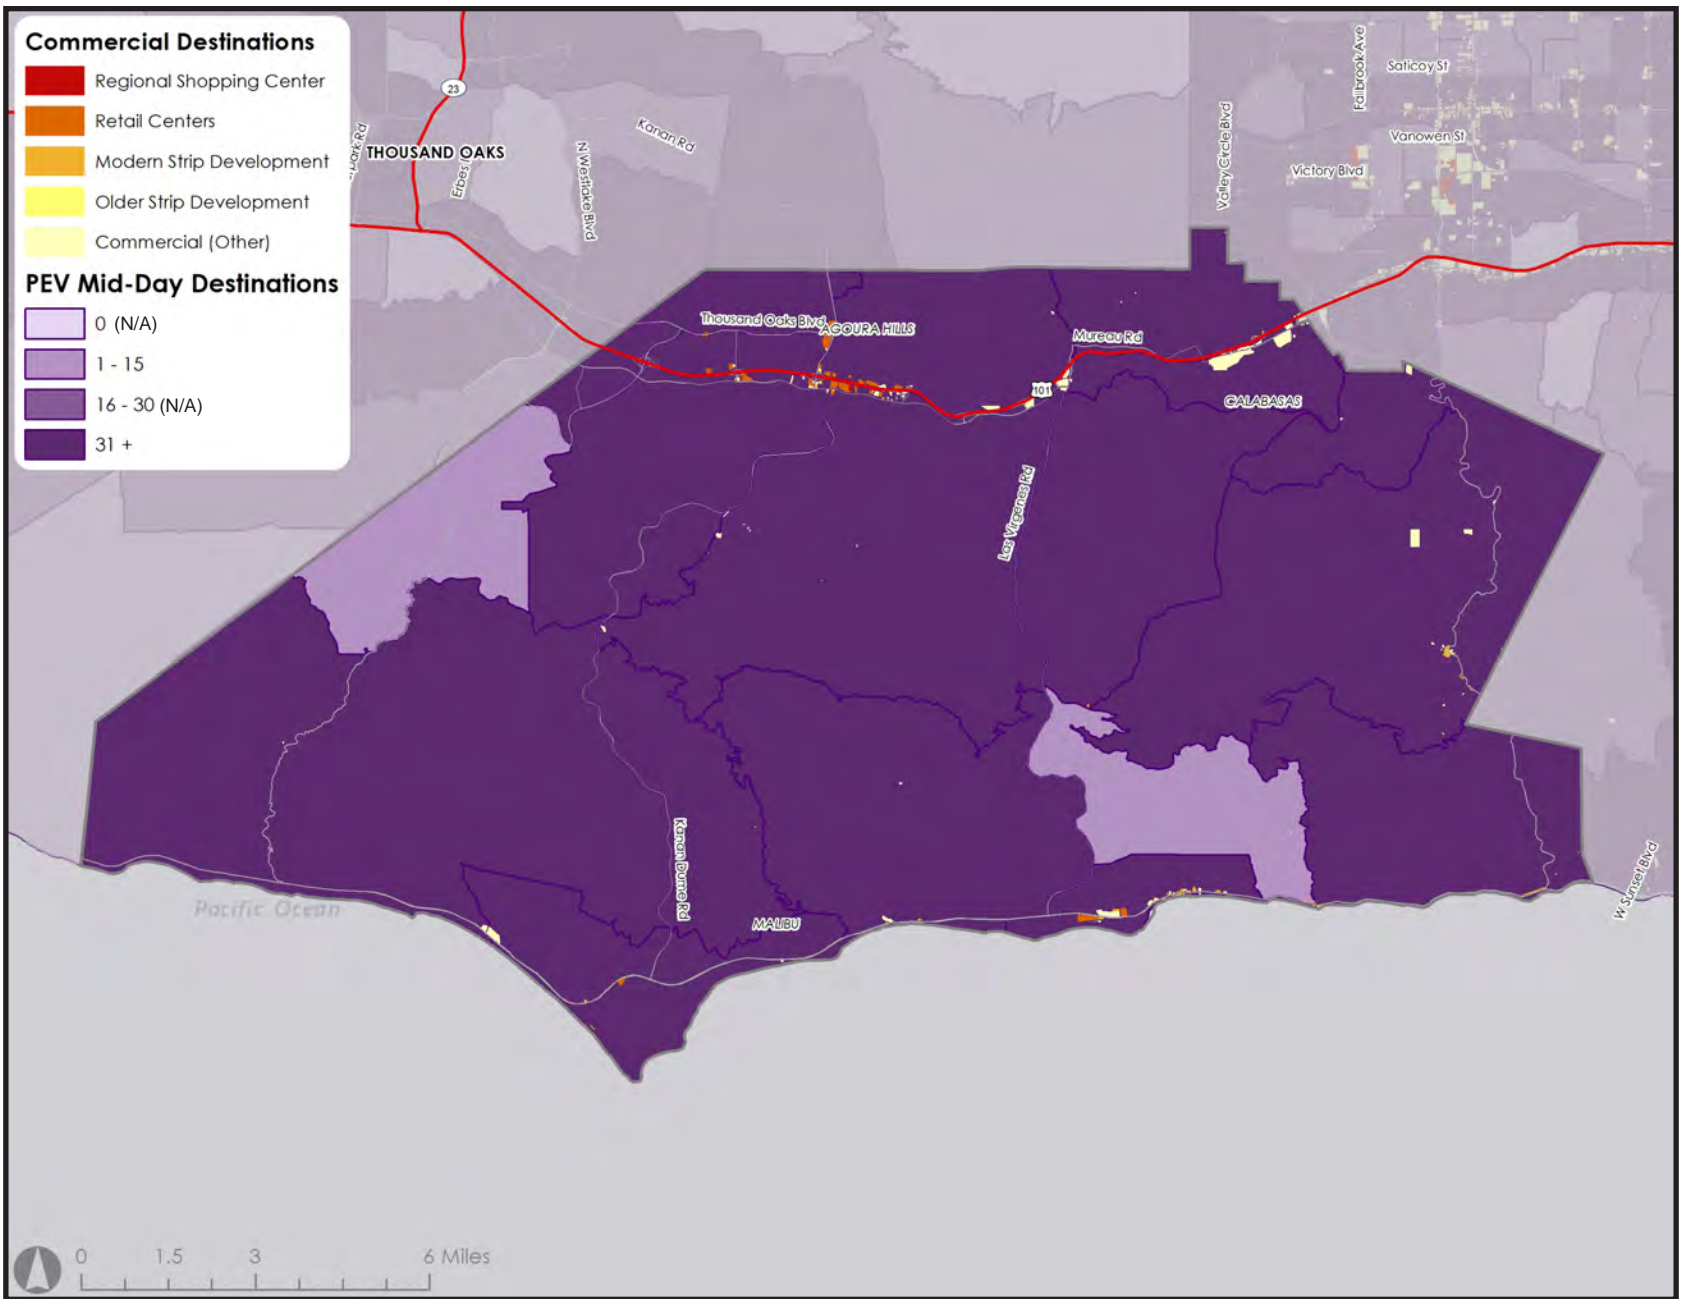 Commercial Destinations
Regional Shopping Center
Retail Centers
Modern Strip Development
Older Strip Development
Commercial (Other)
PEV Mid-Day Destinations
0 (N/A)
1 - 15
16 - 30 (N/A)
31 +
23
THOUSAND OAKS
N Westlake Blvd
Kanan Rd
Valley Circle Blvd
Fallbrook Ave
Saticoy St
Vanowen St
Victory Blvd
Thousand Oaks Blvd
AGOURA HILLS
Mureau Rd
101
CALABASAS
Las Virgenes Rd
Kanan Dume Rd
MALIBU
Pacific Ocean
W Sunset Blvd
0 1.5 3 6 Miles